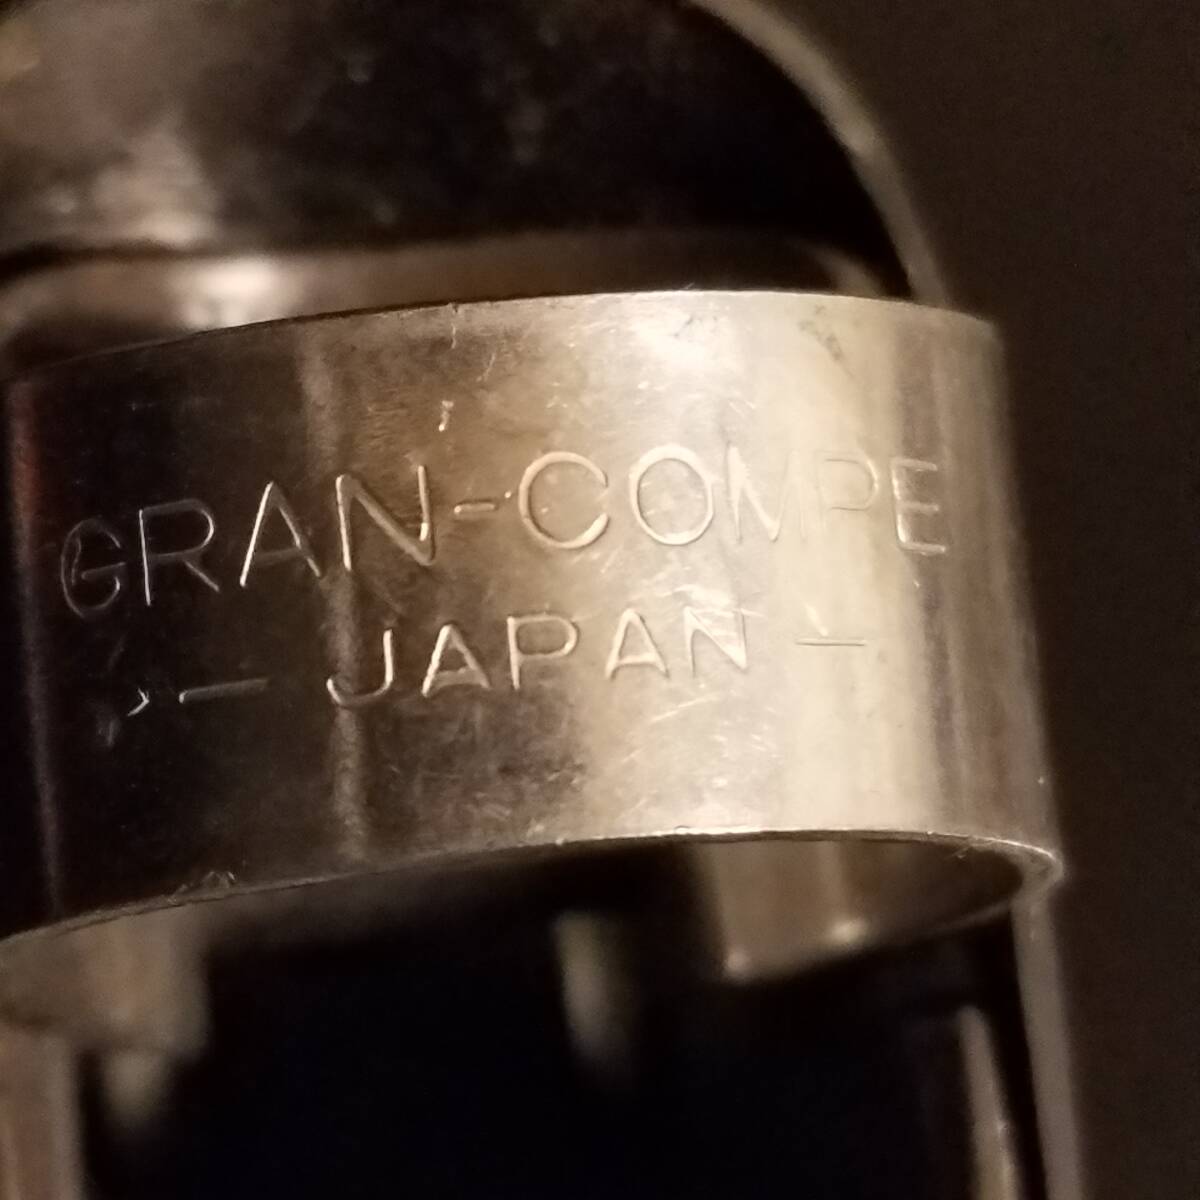 GRAN-COMPE
— JAPAN —